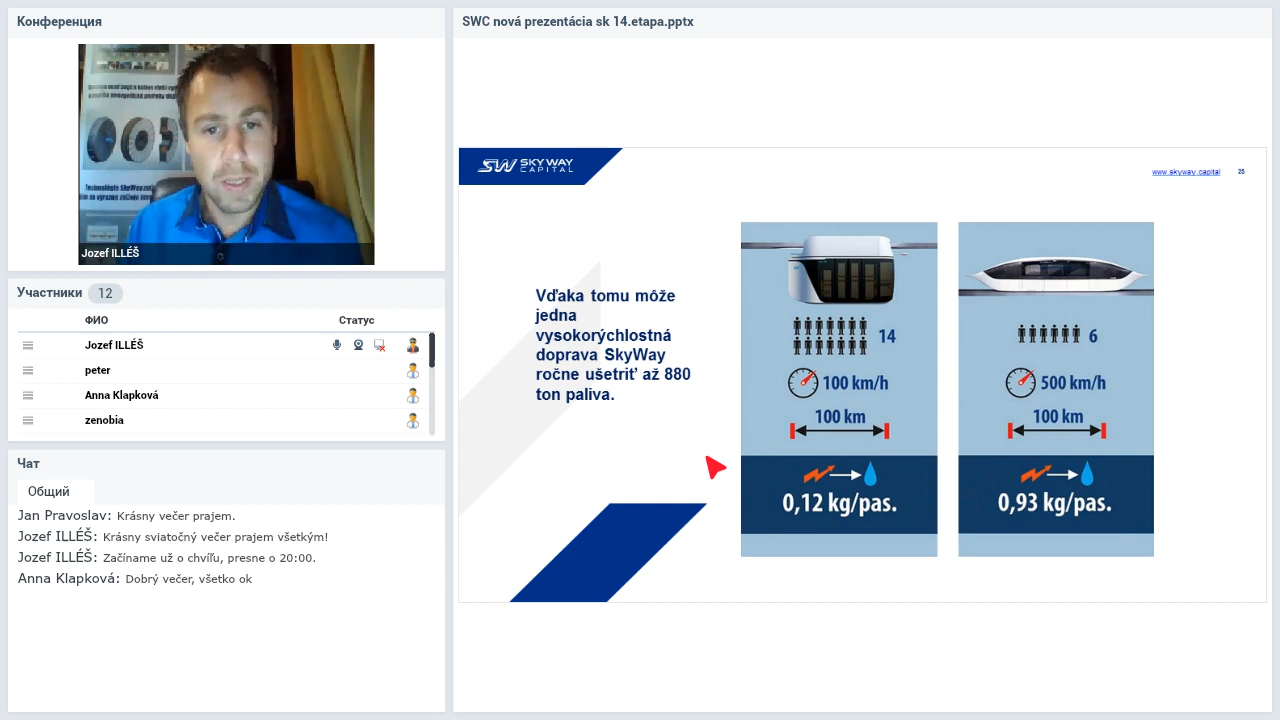 Конференция
Jozef ILLÉŠ
Участники 12
ФИО Статус
Jozef ILLÉŠ
peter
Anna Klapková
zenobia
Чат
Общий
Jan Pravoslav: Krásny večer prajem.
Jozef ILLÉŠ: Krásny sviatočný večer prajem všetkým!
Jozef ILLÉŠ: Začíname už o chvíľu, presne o 20:00.
Anna Klapková: Dobrý večer, všetko ok
SWC nová prezentácia sk 14.etapa.pptx
SW SKY WAY
CAPITAL
www.skyway.capital 25
Vďaka tomu môže
jedna
vysokorýchlostná
doprava SkyWay
ročne ušetriť až 880
ton paliva.
14
100 km/h
100 km
0,12 kg/pas.
6
500 km/h
100 km
0,93 kg/pas.